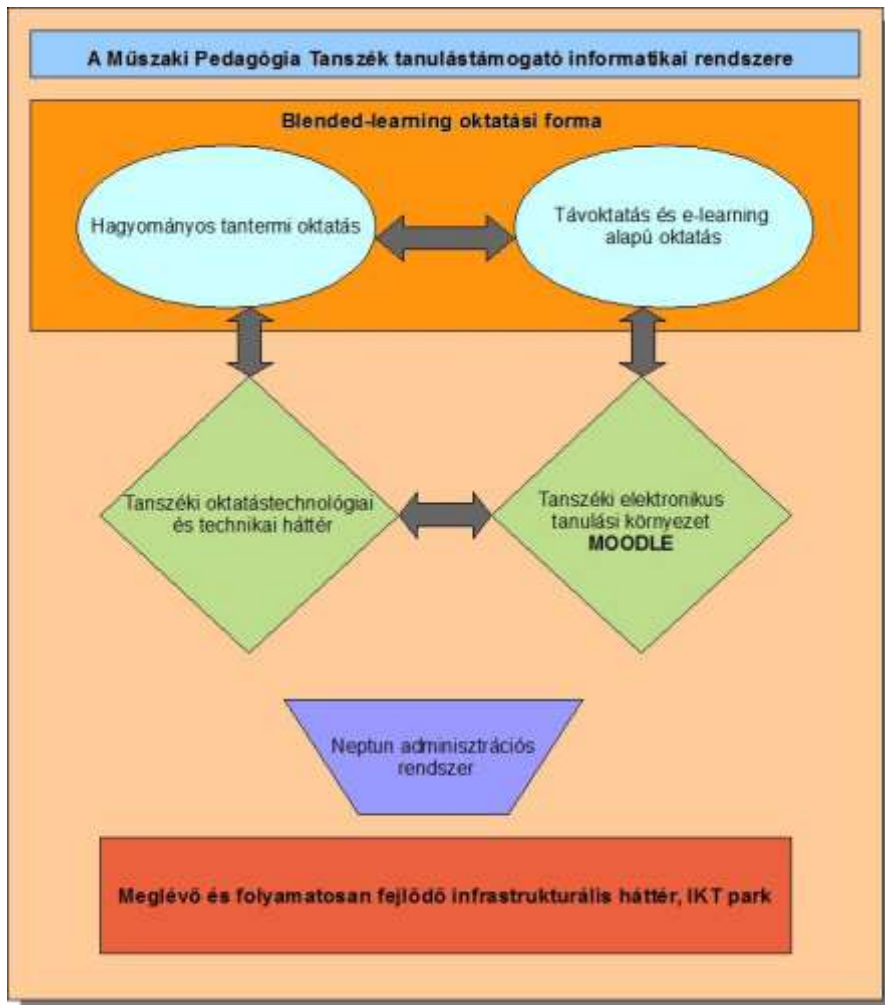 A Műszaki Pedagógia Tanszék tanulástámogató informatikai rendszere
Blended-learning oktatási forma
Hagyományos tantermi oktatás
Távoktatás és e-learning
alapú oktatás
Tanszéki oktatástechnológiai
és technikai háttér
Tanszéki elektronikus
tanulási környezet
MOODLE
Neptun adminisztrációs
rendszer
Meglévő és folyamatosan fejlődő infrastrukturális háttér, IKT park